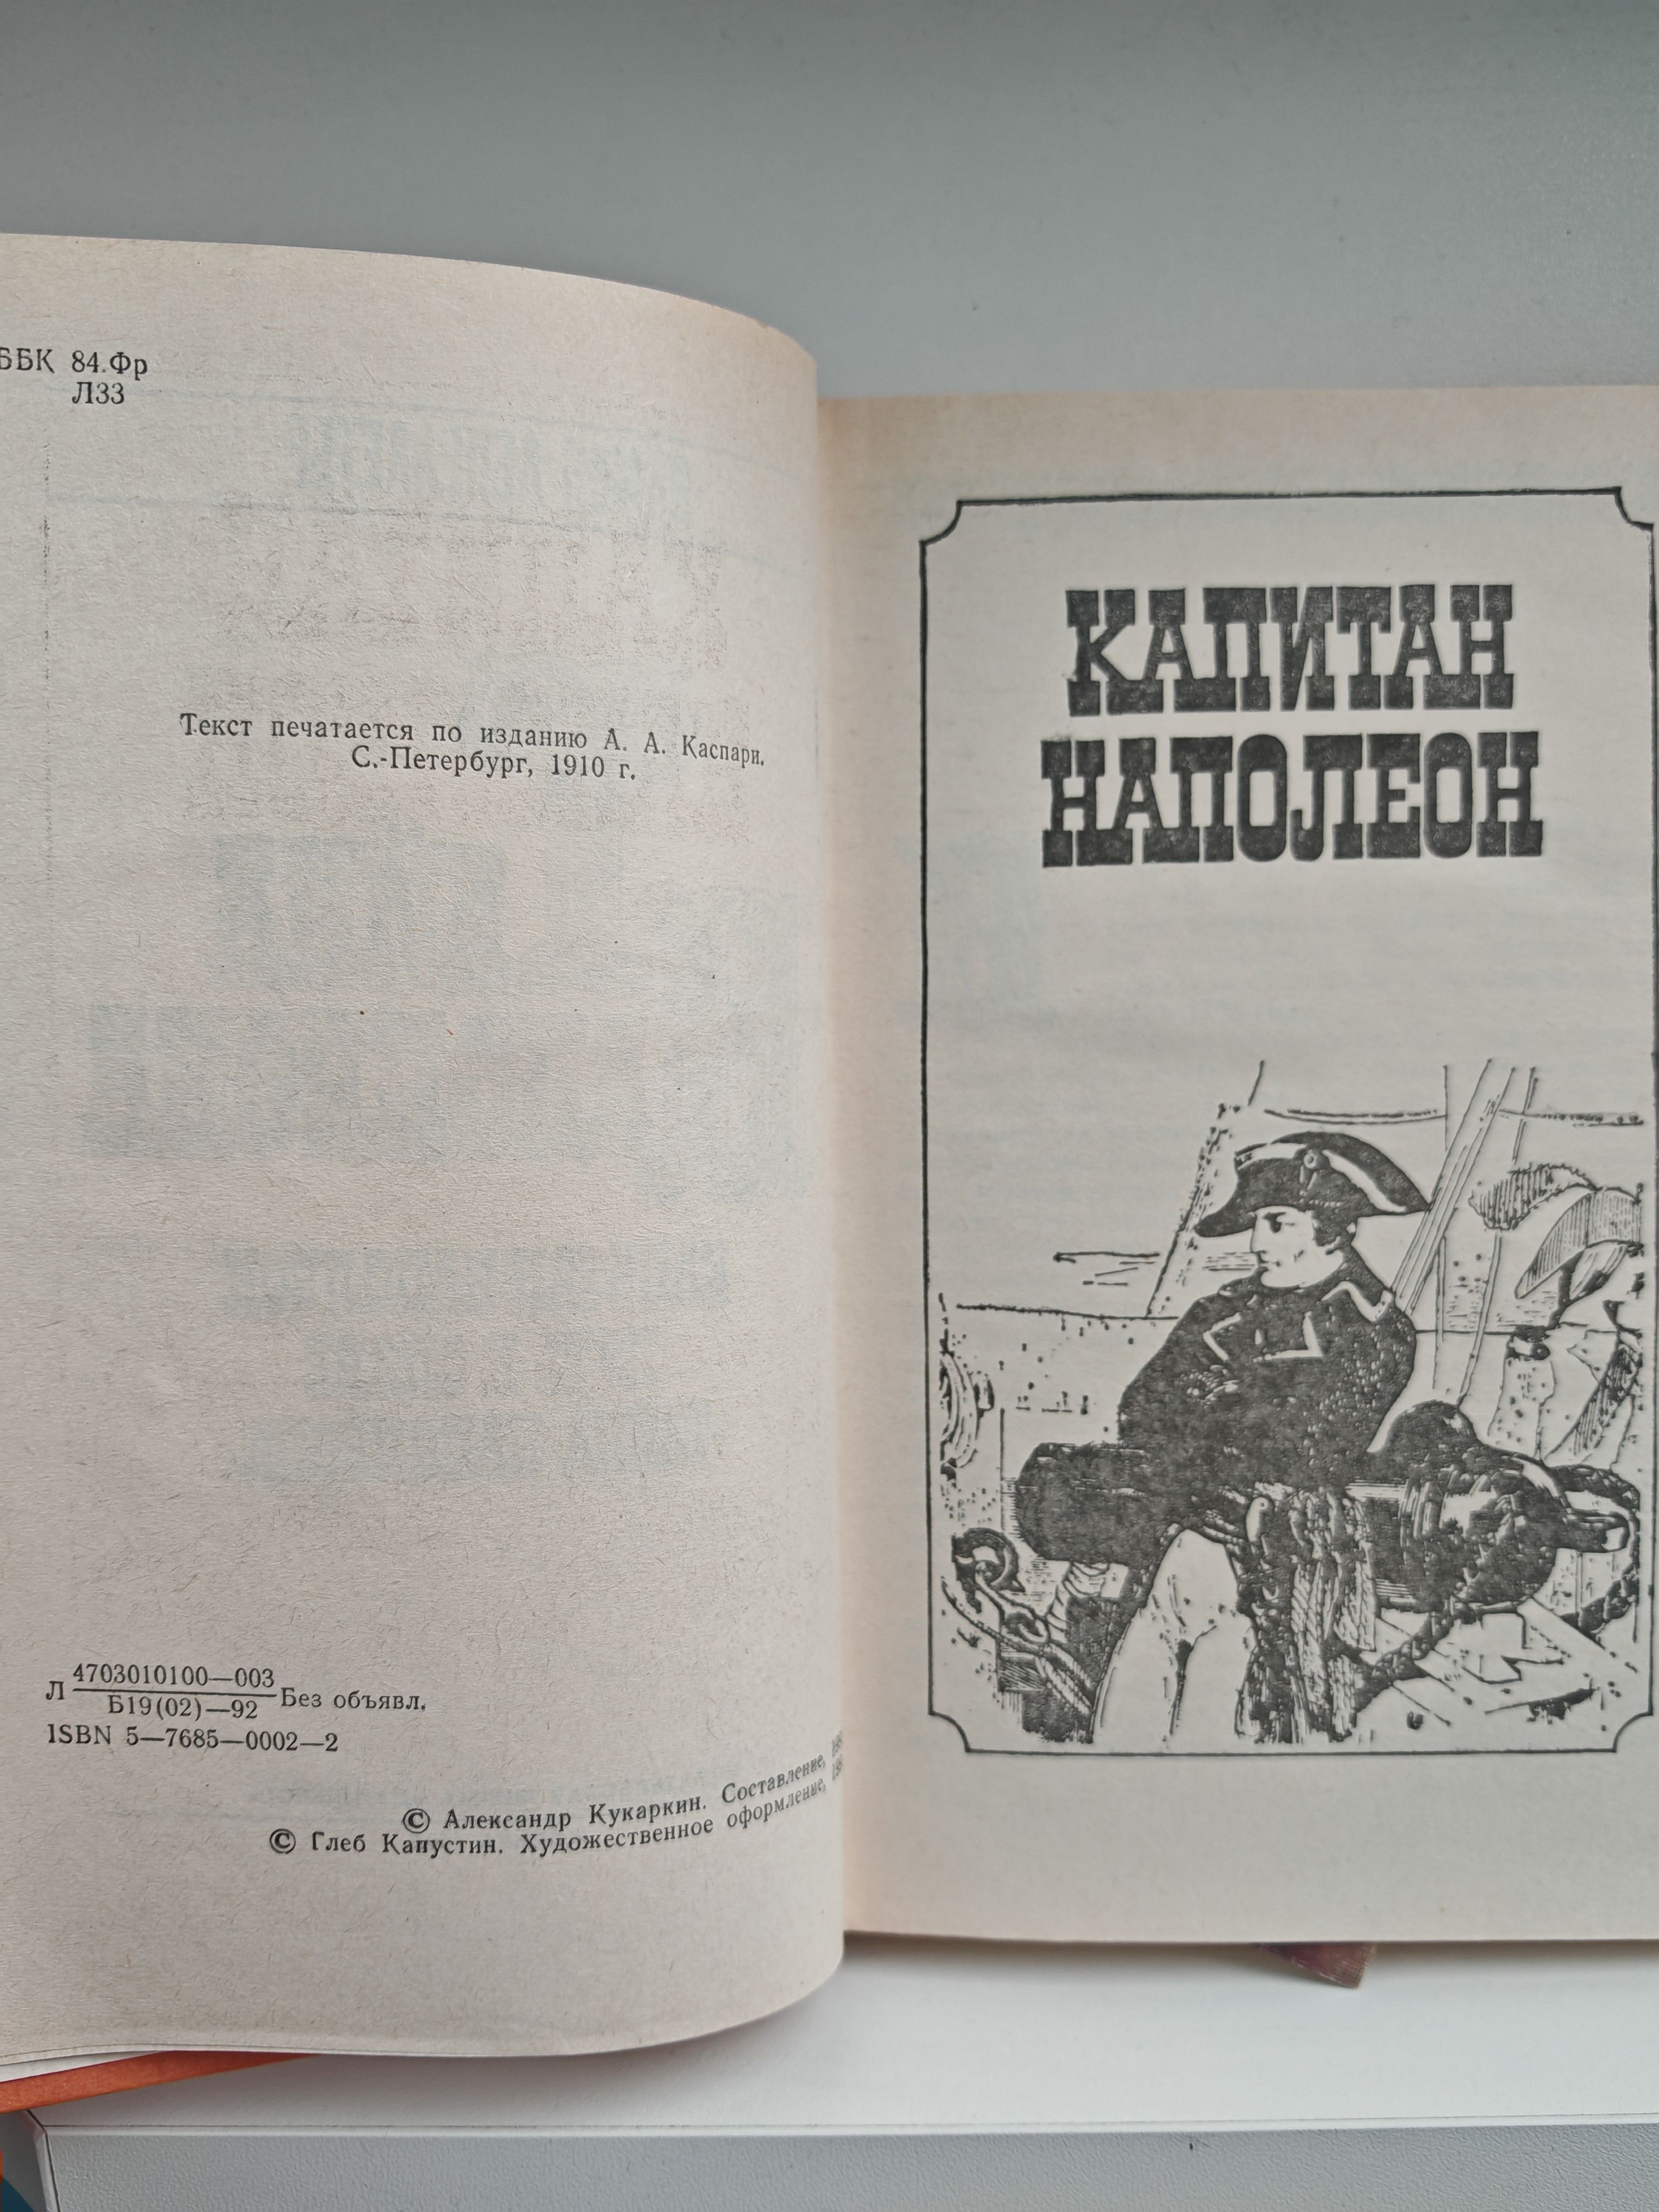 ББК 84.Фр
Л33
Текст печатается по изданию А. А. Каспари.
С.-Петербург, 1910 г.
Л 4703010100—003
Б19(02)—92 Без объявл.
ISBN 5—7685—0002—2
© Александр Кукаркин. Составление,
© Глеб Капустин. Художественное оформление,
КАПИТАН
НАПОЛЕОН